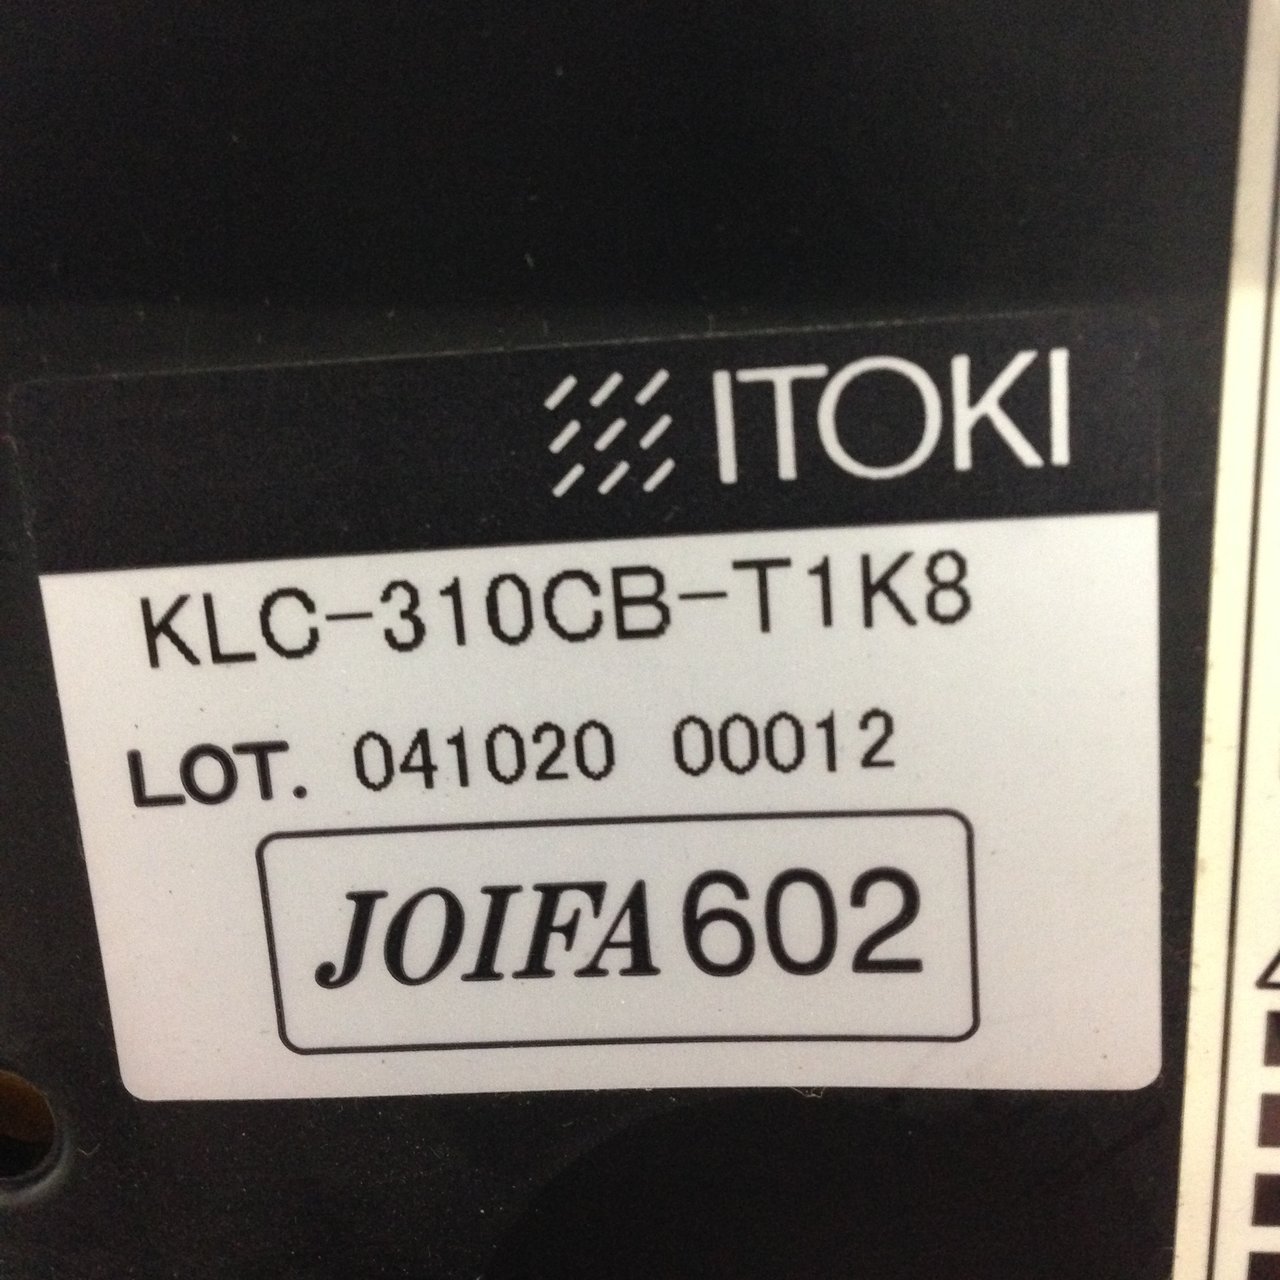 ITOKI
KLC-310CB-T1K8
LOT. 041020 00012
JOIFA 602